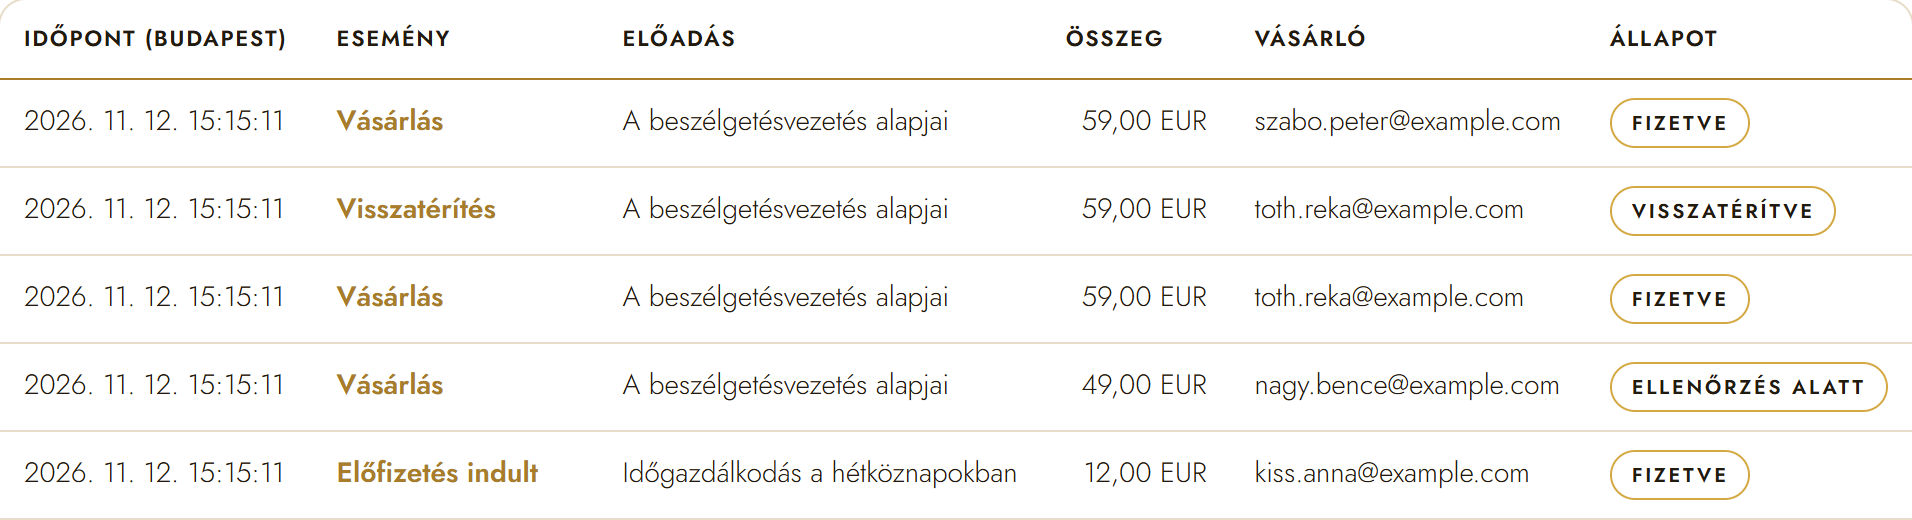 IDŐPONT (BUDAPEST) ESEMÉNY ELŐADÁS ÖSSZEG VÁSÁRLÓ ÁLLAPOT
2026. 11. 12. 15:15:11 Vásárlás A beszélgetésvezetés alapjai 59,00 EUR szabo.peter@example.com FIZETVE
2026. 11. 12. 15:15:11 Visszatérítés A beszélgetésvezetés alapjai 59,00 EUR toth.reka@example.com VISSZATÉRÍTVE
2026. 11. 12. 15:15:11 Vásárlás A beszélgetésvezetés alapjai 59,00 EUR toth.reka@example.com FIZETVE
2026. 11. 12. 15:15:11 Vásárlás A beszélgetésvezetés alapjai 49,00 EUR nagy.bence@example.com ELLENŐRZÉS ALATT
2026. 11. 12. 15:15:11 Előfizetés indult Időgazdálkodás a hétköznapokban 12,00 EUR kiss.anna@example.com FIZETVE